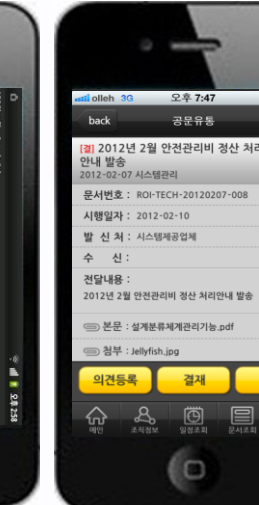 olleh 3G 오후 7:47
back 공문유통
[결] 2012년 2월 안전관리비 정산 처리
안내 발송
2012-02-07 시스템관리
문서번호 : ROI-TECH-20120207-008
시행일자 : 2012-02-10
발 신 처 : 시스템제공업체
수 신 :
전달내용 :
2012년 2월 안전관리비 정산 처리안내 발송
본문 : 설계분류체계관리기능.pdf
첨부 : Jellyfish.jpg
의견등록 결재
메인 조직정보 일정조회 문서조회
오후 2:58